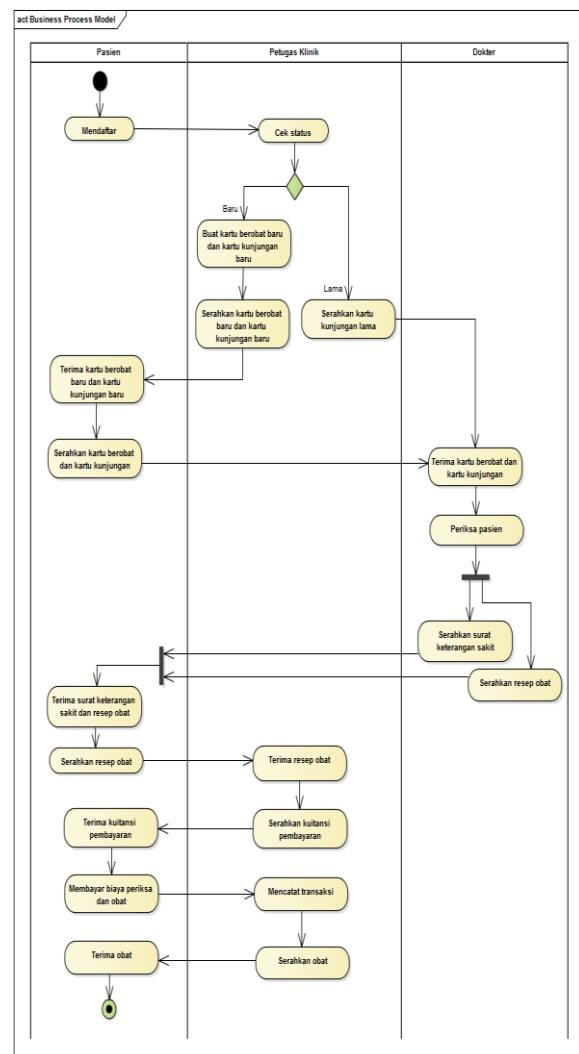 act Business Process Model
Pasien
Petugas Klinik
Dokter
Mendaftar
Cek status
Baru
Buat kartu berobat baru
dan kartu kunjungan
baru
Lama
Serahkan kartu berobat
baru dan kartu
kunjungan baru
Serahkan kartu
kunjungan lama
Terima kartu berobat
baru dan kartu
kunjungan baru
Serahkan kartu berobat
dan kartu kunjungan
Terima kartu berobat dan
kartu kunjungan
Periksa pasien
Serahkan surat
keterangan sakit
Serahkan resep obat
Terima surat keterangan
sakit dan resep obat
Serahkan resep obat
Terima resep obat
Serahkan kuitansi
pembayaran
Terima kuitansi
pembayaran
Membayar biaya periksa
dan obat
Mencatat transaksi
Serahkan obat
Terima obat